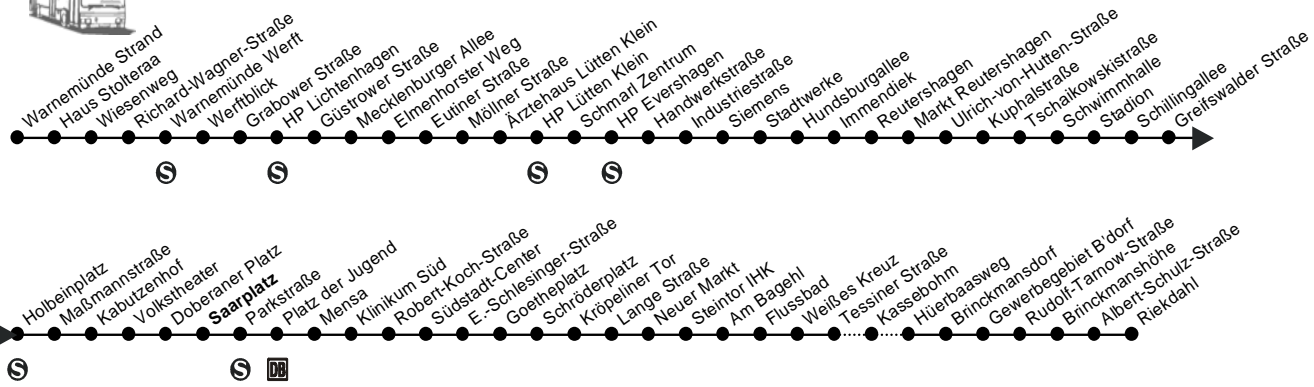 Warnemünde Strand
Haus Stolteraa
Wiesenweg
Richard-Wagner-Straße
Warnemünde Werft
Werftblick
Grabower Straße
HP Lichtenhagen
Güstrower Straße
Mecklenburger Allee
Elmenhorster Weg
Eutiner Straße
Möllner Straße
Ärztehaus Lütten Klein
HP Lütten Klein
Schmarl Zentrum
HP Evershagen
Handwerkstraße
Industriestraße
Siemens
Stadtwerke
Hundsburgallee
Immendiek
Reutershagen
Markt Reutershagen
Ulrich-von-Hutten-Straße
Kuphalstraße
Tschaikowskistraße
Schwimmhalle
Stadion
Schillingallee
Greifswalder Straße
S S S S
Holbeinplatz
Maßmannstraße
Kabutzenhof
Volkstheater
Doberaner Platz
Saarplatz
Parkstraße
Platz der Jugend
Mensa
Klinikum Süd
Robert-Koch-Straße
Südstadt-Center
E.-Schlesinger-Straße
Goetheplatz
Schröderplatz
Kröpeliner Tor
Lange Straße
Neuer Markt
Steintor IHK
Am Bagehl
Flussbad
Weißes Kreuz
Tessiner Straße
Kassebohm
Hüerbaasweg
Brinckmansdorf
Gewerbegebiet B'dorf
Rudolf-Tarnow-Straße
Brinckmanshöhe
Albert-Schulz-Straße
Riekdahl
S S DB